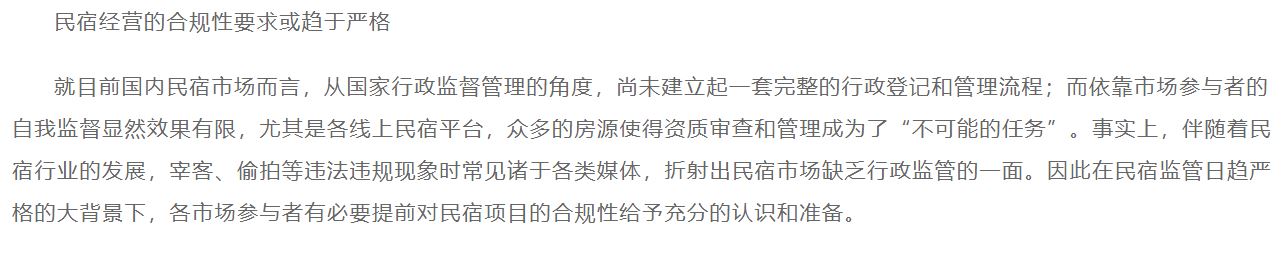 民宿经营的合规性要求或趋于严格
就目前国内民宿市场而言，从国家行政监督管理的角度，尚未建立起一套完整的行政登记和管理流程；而依靠市场参与者的
自我监督显然效果有限，尤其是各线上民宿平台，众多的房源使得资质审查和管理成为了“不可能的任务”。事实上，伴随着民
宿行业的发展，宰客、偷拍等违法违规现象时常见诸于各类媒体，折射出民宿市场缺乏行政监管的一面。因此在民宿监管日趋严
格的大背景下，各市场参与者有必要提前对民宿项目的合规性给予充分的认识和准备。